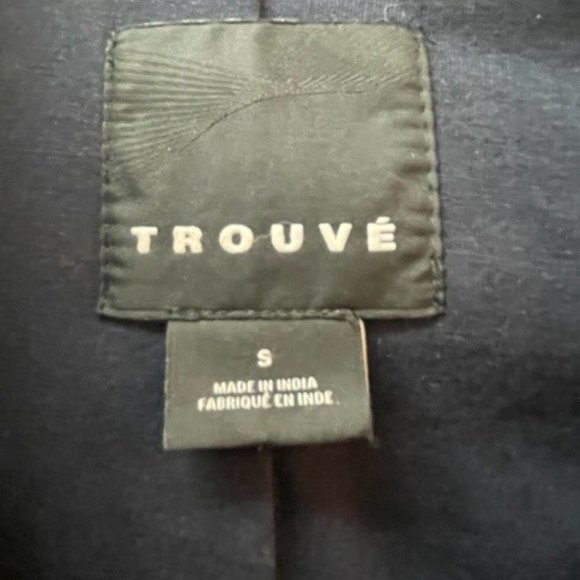 TROUVÉ
S
MADE IN INDIA
FABRIQUÉ EN INDE